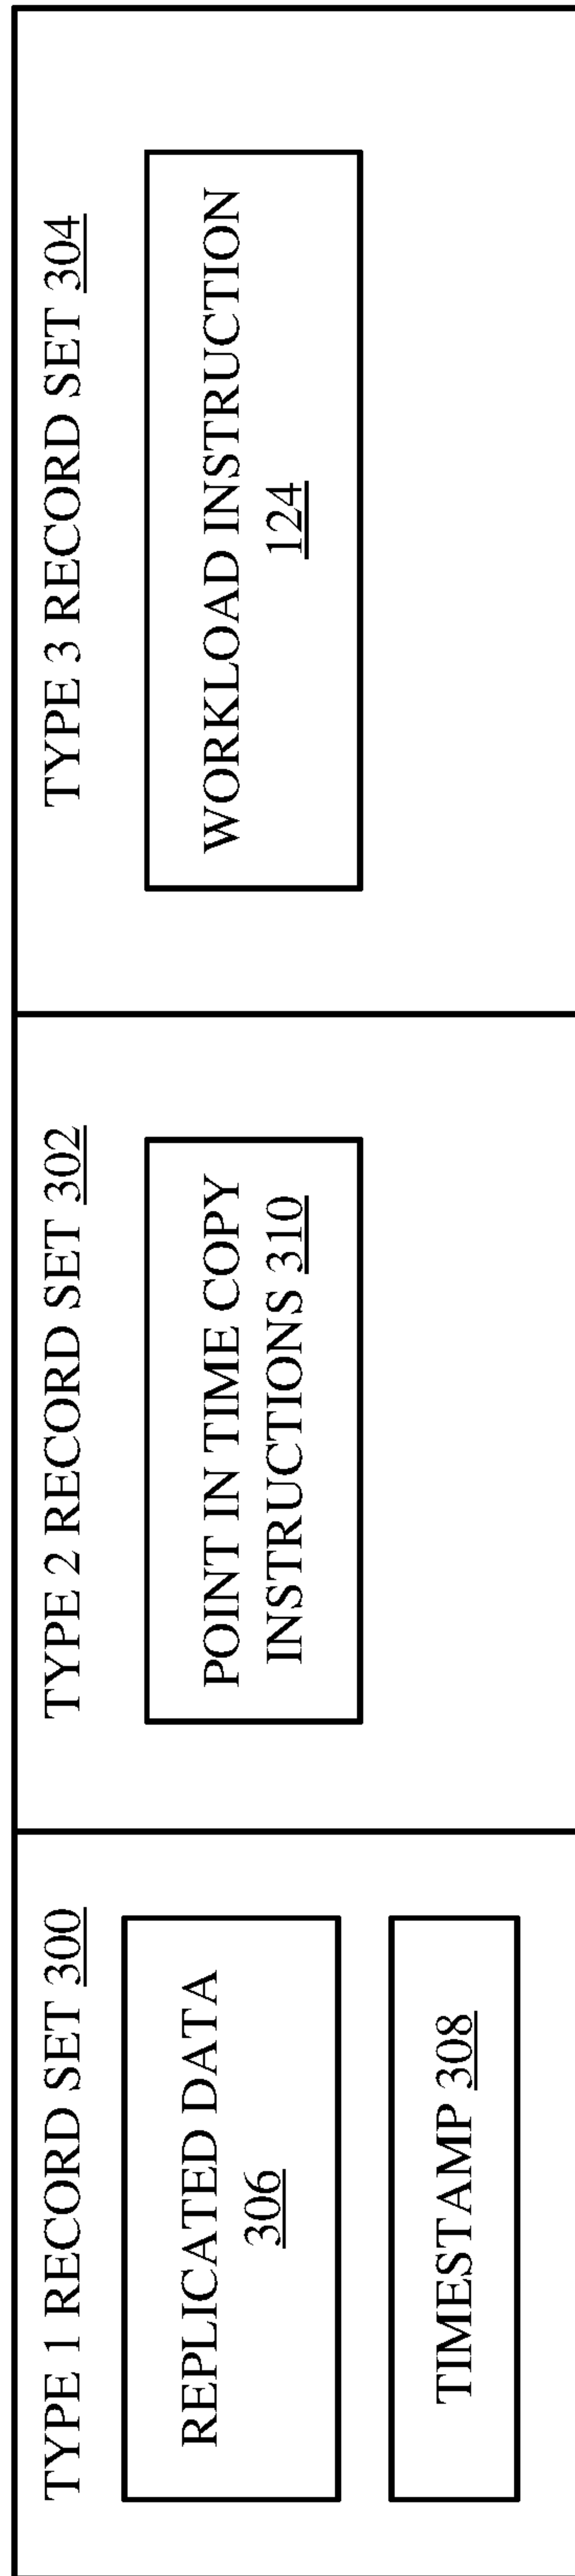 TYPE 1 RECORD SET 300
REPLICATED DATA
306
TIMESTAMP 308
TYPE 2 RECORD SET 302
POINT IN TIME COPY
INSTRUCTIONS 310
TYPE 3 RECORD SET 304
WORKLOAD INSTRUCTION
124